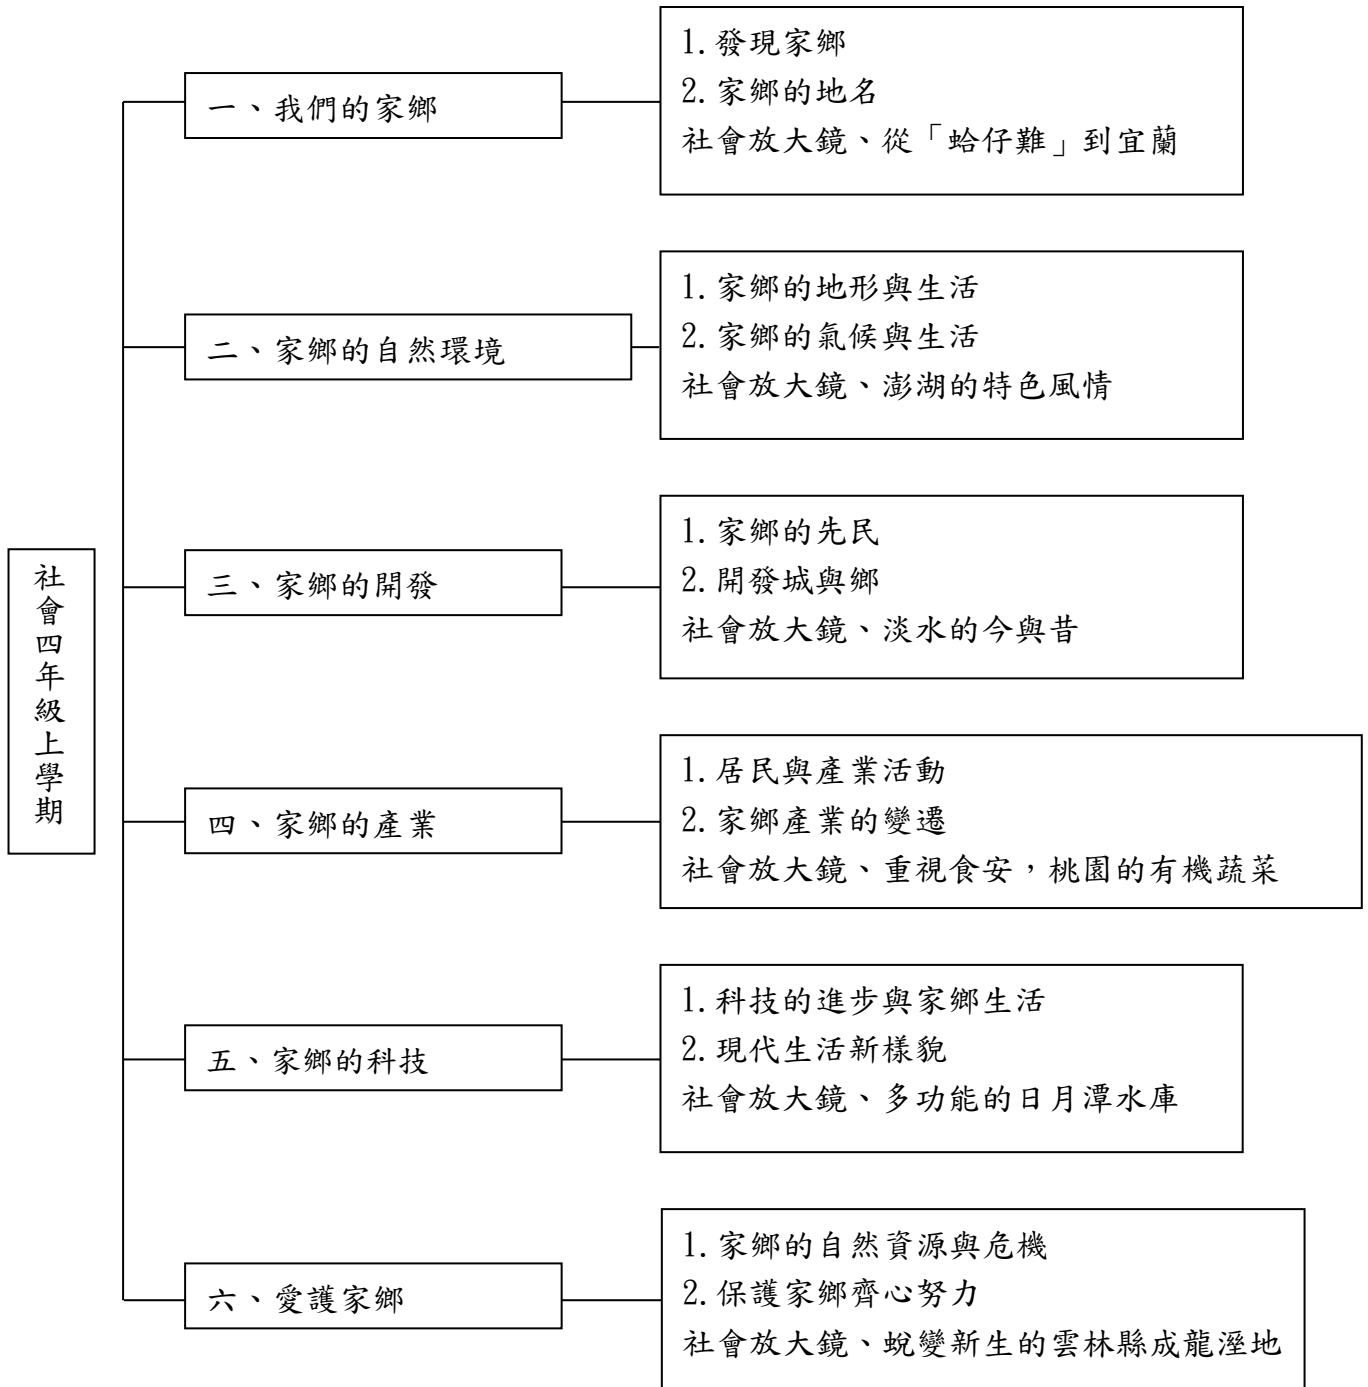 社會四年級上學期
一、我們的家鄉
1.發現家鄉
2.家鄉的地名
社會放大鏡、從「蛤仔難」到宜蘭
二、家鄉的自然環境
1.家鄉的地形與生活
2.家鄉的氣候與生活
社會放大鏡、澎湖的特色風情
三、家鄉的開發
1.家鄉的先民
2.開發城與鄉
社會放大鏡、淡水的今與昔
四、家鄉的產業
1.居民與產業活動
2.家鄉產業的變遷
社會放大鏡、重視食安，桃園的有機蔬菜
五、家鄉的科技
1.科技的進步與家鄉生活
2.現代生活新樣貌
社會放大鏡、多功能的日月潭水庫
六、愛護家鄉
1.家鄉的自然資源與危機
2.保護家鄉齊心努力
社會放大鏡、蛻變新生的雲林縣成龍溼地